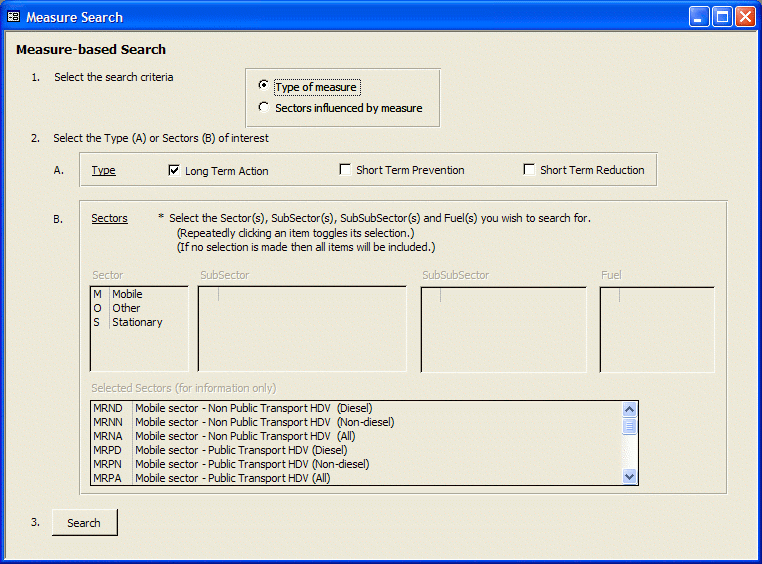 Measure Search
Measure-based Search
1. Select the search criteria
Type of measure
Sectors influenced by measure
2. Select the Type (A) or Sectors (B) of interest
A. Type Long Term Action Short Term Prevention Short Term Reduction
B. Sectors * Select the Sector(s), SubSector(s), SubSubSector(s) and Fuel(s) you wish to search for.
(Repeatedly clicking an item toggles its selection.)
(If no selection is made then all items will be included.)
Sector SubSector SubSubSector Fuel
M Mobile
O Other
S Stationary
Selected Sectors (for information only)
MRND Mobile sector - Non Public Transport HDV (Diesel)
MRNN Mobile sector - Non Public Transport HDV (Non-diesel)
MRNA Mobile sector - Non Public Transport HDV (All)
MRPD Mobile sector - Public Transport HDV (Diesel)
MRPN Mobile sector - Public Transport HDV (Non-diesel)
MRPA Mobile sector - Public Transport HDV (All)
3. Search